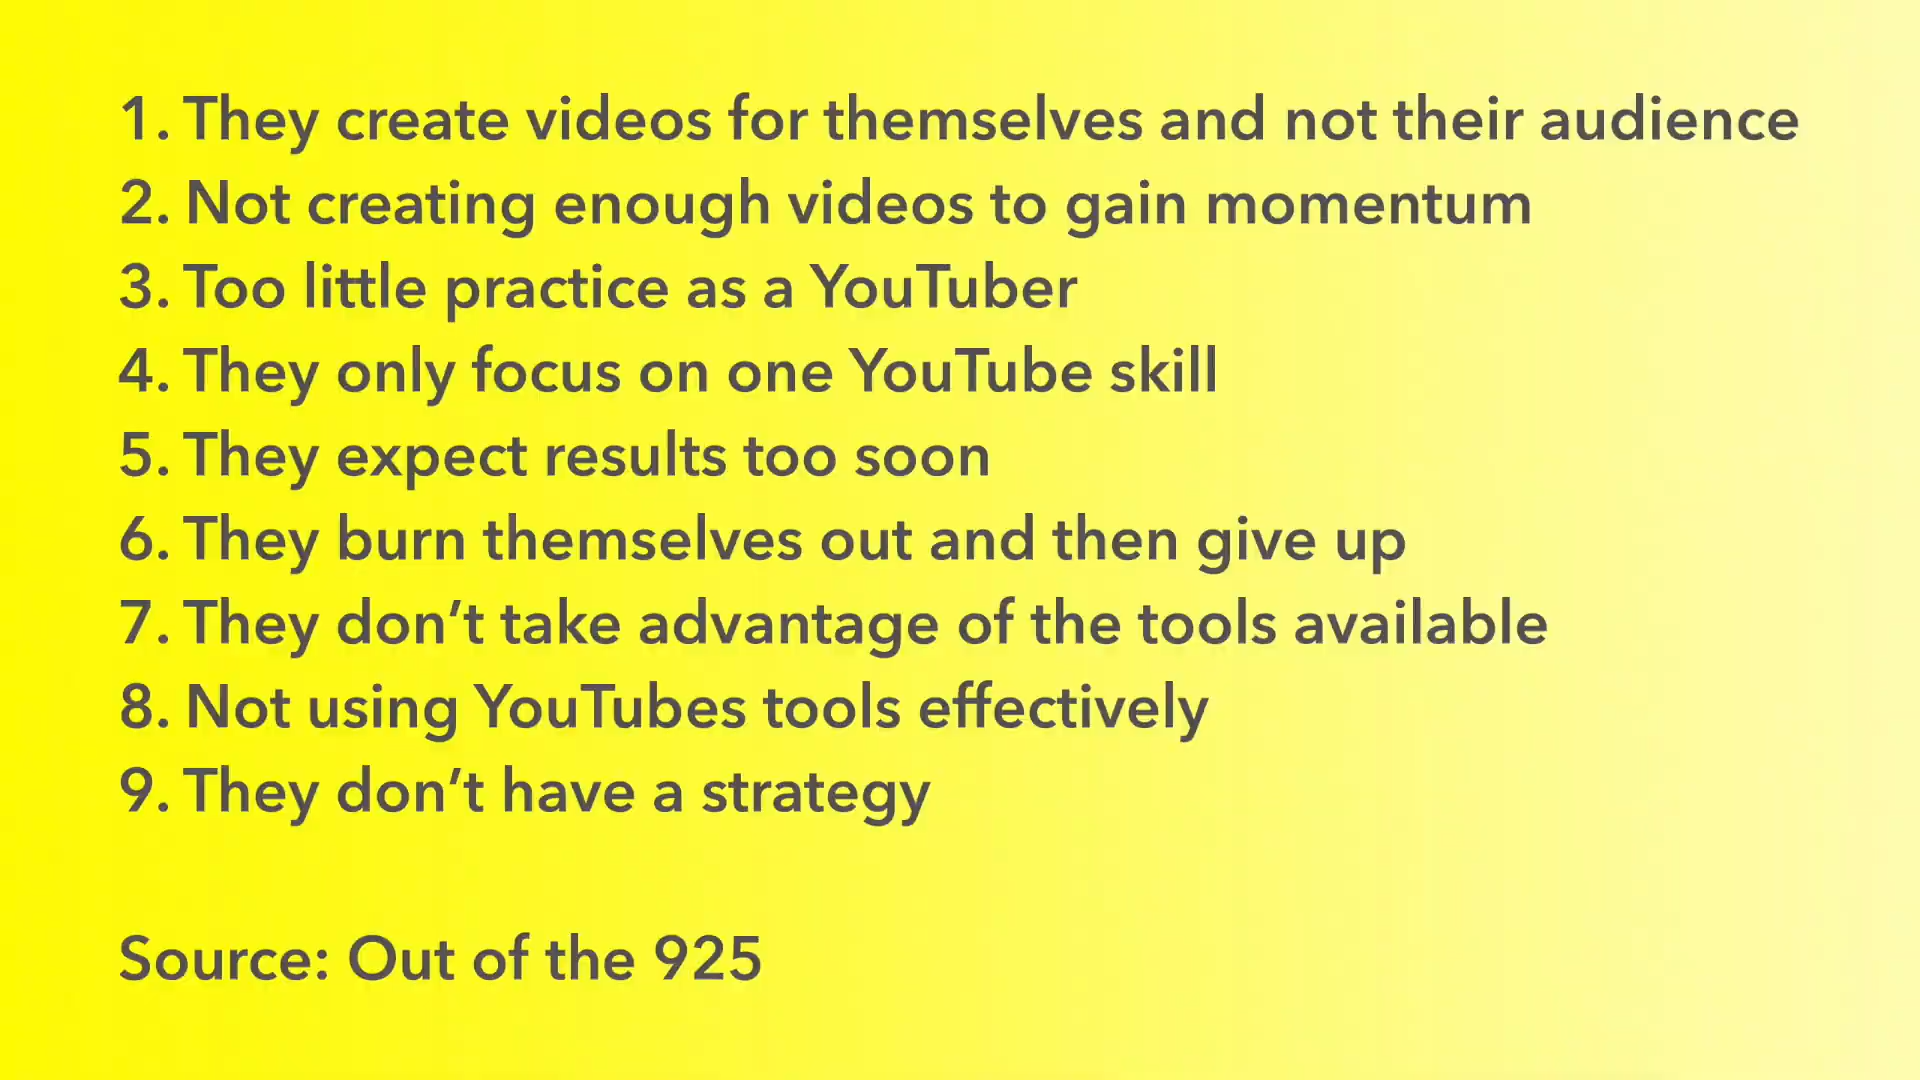 1. They create videos for themselves and not their audience
2. Not creating enough videos to gain momentum
3. Too little practice as a YouTuber
4. They only focus on one YouTube skill
5. They expect results too soon
6. They burn themselves out and then give up
7. They don’t take advantage of the tools available
8. Not using YouTubes tools effectively
9. They don’t have a strategy
Source: Out of the 925